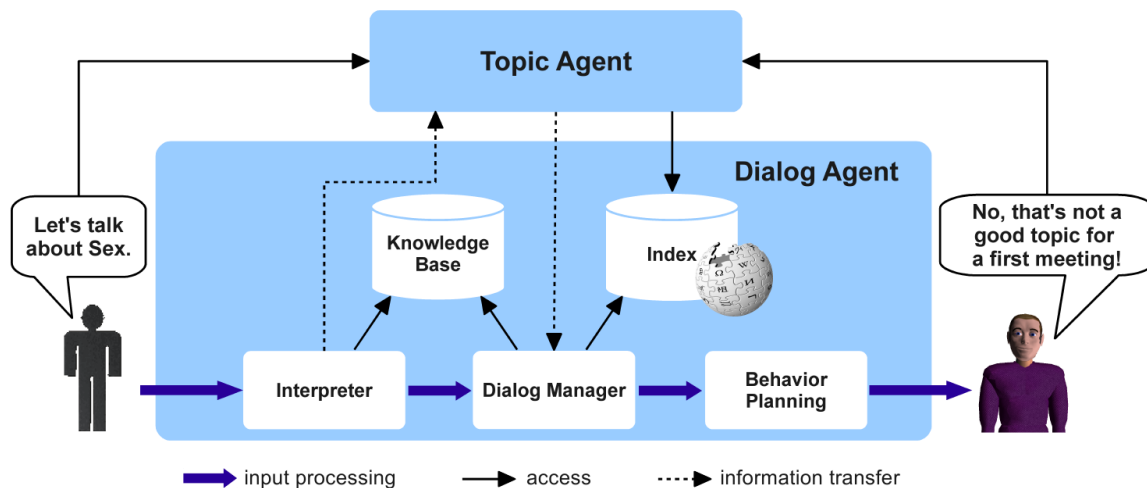 Topic Agent
Dialog Agent
Let's talk
about Sex.
Knowledge
Base
Index
No, that's not a
good topic for
a first meeting!
Interpreter
Dialog Manager
Behavior
Planning
input processing
access
information transfer